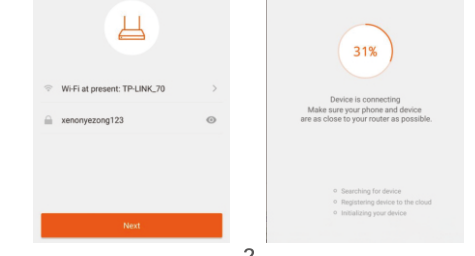 Wi-Fi at present: TP-LINK_70
xenonyezong123
Next
31%
Device is connecting
Make sure your phone and device
are as close to your router as possible.
Searching for device
Registering device to the cloud
Initializing your device